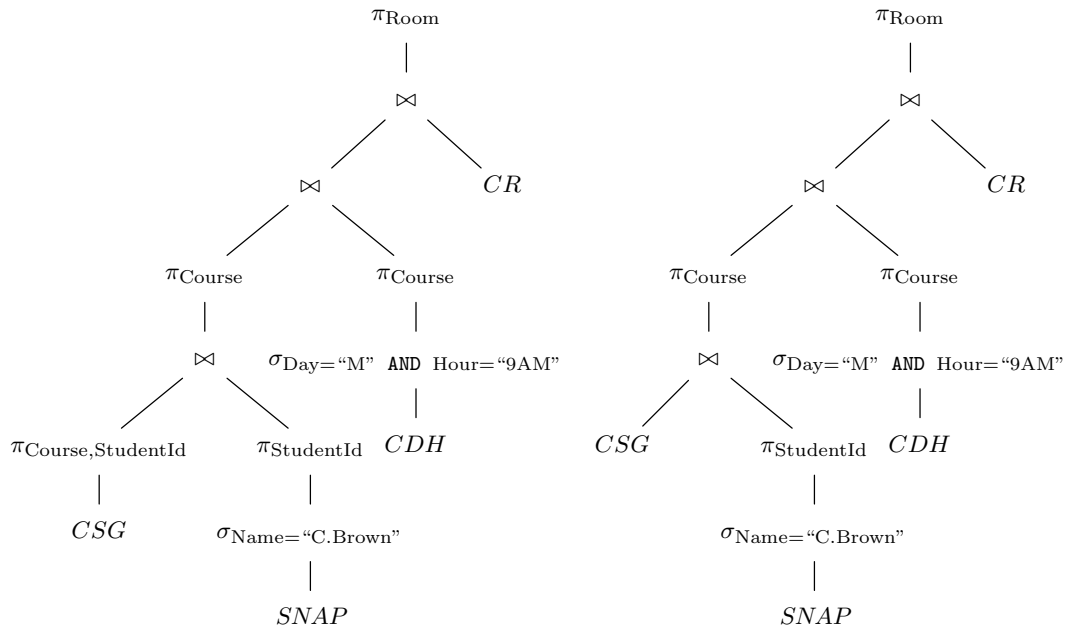 π_Room π_Room
⋈ ⋈
⋈ CR ⋈ CR
π_Course π_Course π_Course π_Course
⋈ σ_Day=“M” AND Hour=“9AM” ⋈ σ_Day=“M” AND Hour=“9AM”
π_Course,StudentId π_StudentId CDH CSG π_StudentId CDH
CSG σ_Name=“C.Brown” σ_Name=“C.Brown”
SNAP SNAP